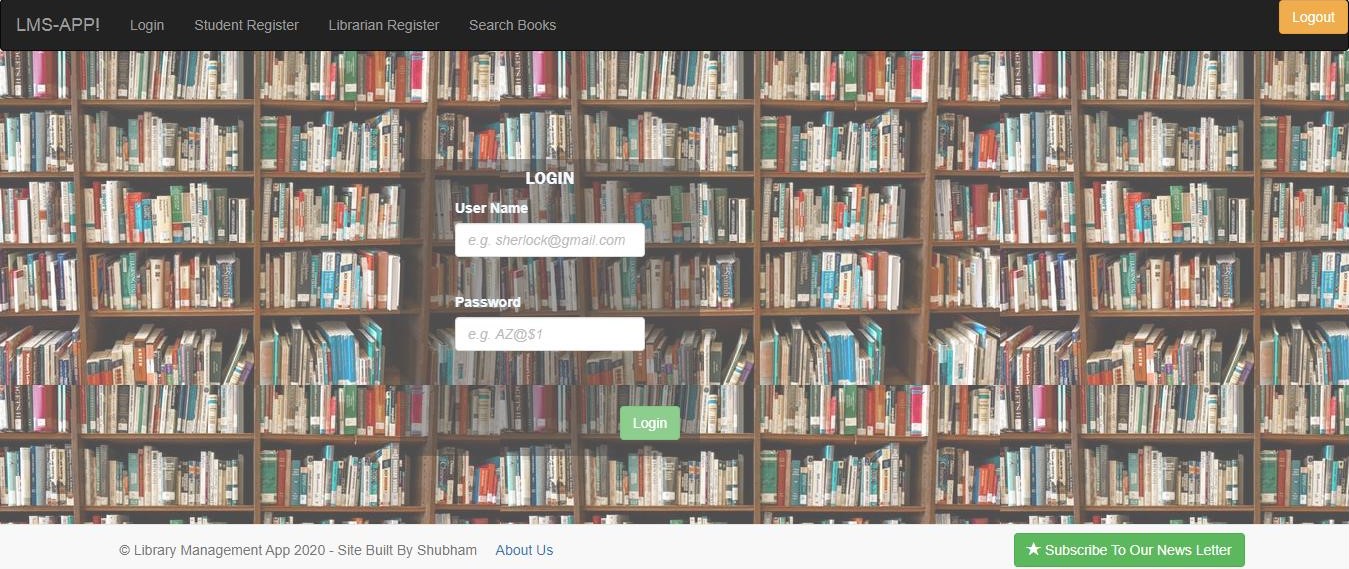 LMS-APP! Login Student Register Librarian Register Search Books Logout
LOGIN
User Name
e.g. sherlock@gmail.com
Password
e.g. AZ@$1
Login
© Library Management App 2020 - Site Built By Shubham About Us Subscribe To Our News Letter